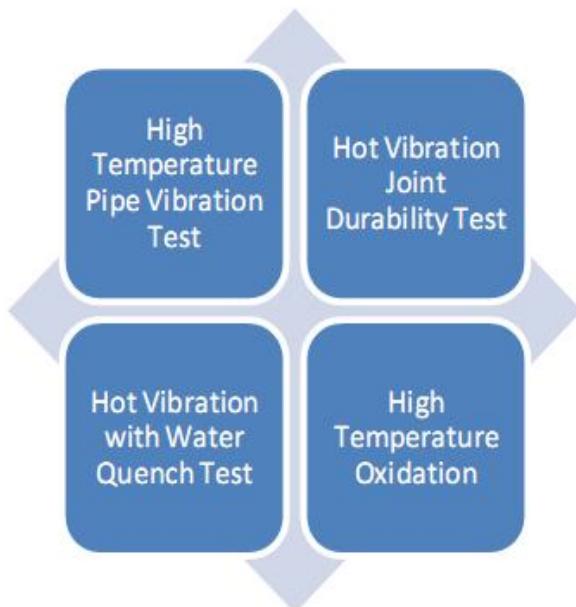 High
Temperature
Pipe Vibration
Test
Hot Vibration
Joint
Durability Test
Hot Vibration
with Water
Quench Test
High
Temperature
Oxidation